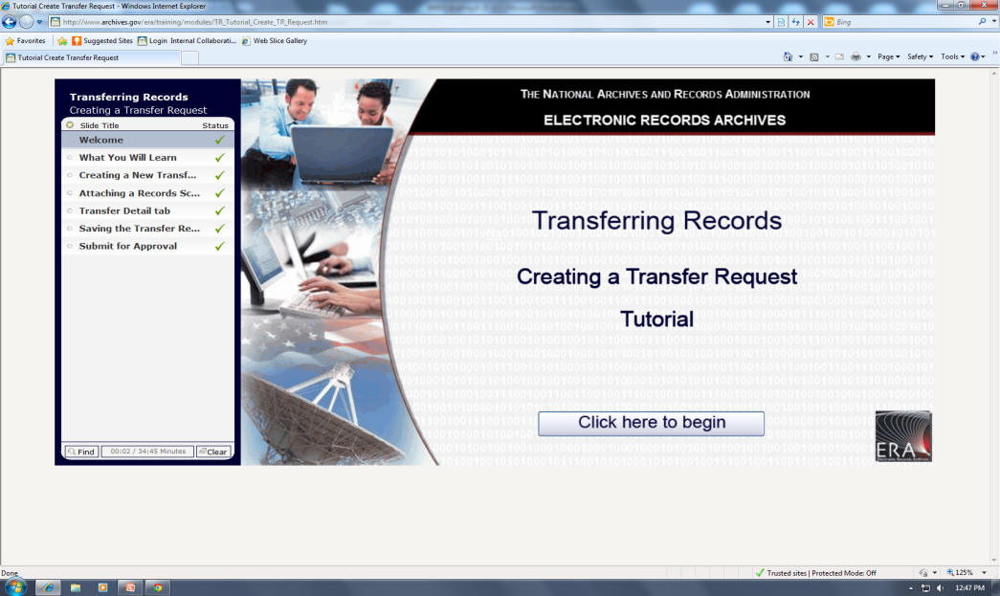 Tutorial Create Transfer Request - Windows Internet Explorer
http://www.archives.gov/era/training/modules/TR_Tutorial_Create_TR_Request.htm
Bing
Favorites Suggested Sites Login Internal Collaborati... Web Slice Gallery
Tutorial Create Transfer Request
Page Safety Tools
Transferring Records
Creating a Transfer Request
Slide Title Status
Welcome
What You Will Learn
Creating a New Transf...
Attaching a Records Sc...
Transfer Detail tab
Saving the Transfer Re...
Submit for Approval
Find 00:02 / 34:45 Minutes Clear
THE NATIONAL ARCHIVES AND RECORDS ADMINISTRATION
ELECTRONIC RECORDS ARCHIVES
Transferring Records
Creating a Transfer Request
Tutorial
Click here to begin
ERA
Electronic Records Archives
Done Trusted sites | Protected Mode: Off 125%
12:47 PM